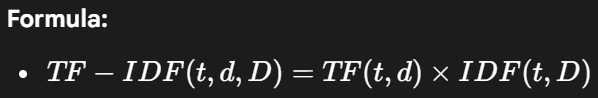 Formula:
• TF − IDF(t, d, D) = TF(t, d) × IDF(t, D)